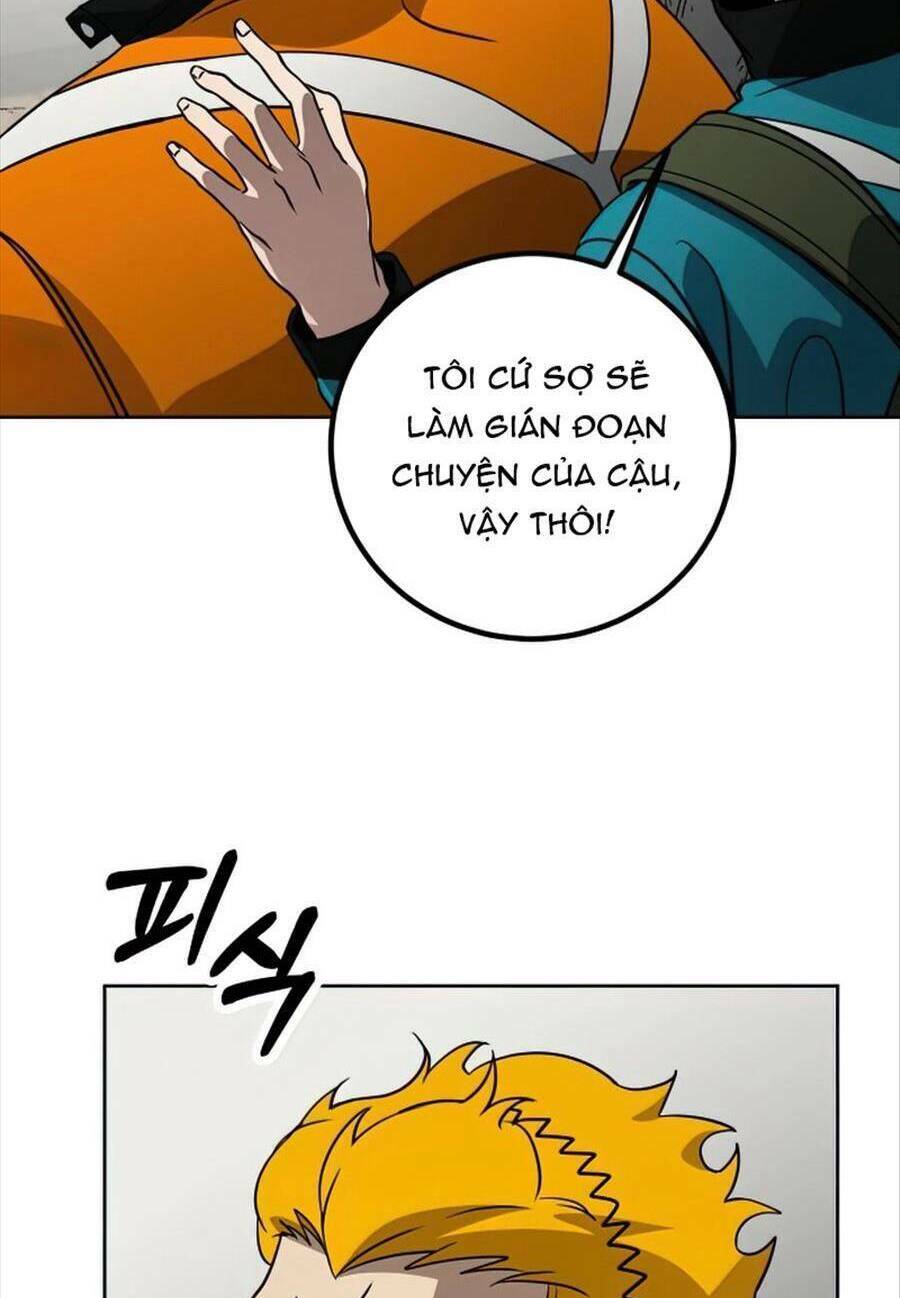 TÔI CỨ SỢ SẼ
LÀM GIÁN ĐOẠN
CHUYỆN CỦA CẬU,
VẬY THÔI!
피식